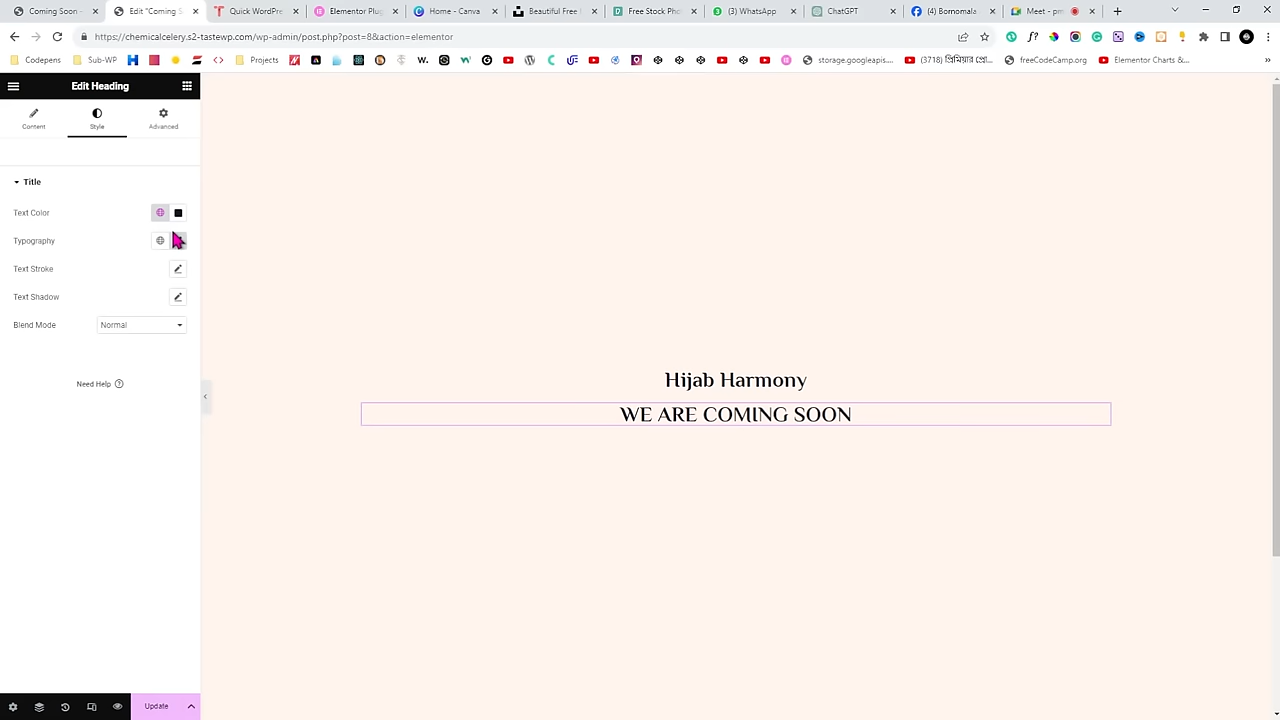 Coming Soon -
Edit "Coming S
Quick WordPre
Elementor Plug
Home - Canva
Beautiful Free
Free Stock Pho
(3) WhatsApp
ChatGPT
(4) Bornomala
Meet - pm
https://chemicalcelery.s2-tastewp.com/wp-admin/post.php?post=8&action=elementor
Codepens
Sub-WP
Projects
storage.googleapis....
freeCodeCamp.org
Elementor Charts &...
Edit Heading
Content
Style
Advanced
Title
Text Color
Typography
Text Stroke
Text Shadow
Blend Mode
Normal
Need Help
Hijab Harmony
WE ARE COMING SOON
Update